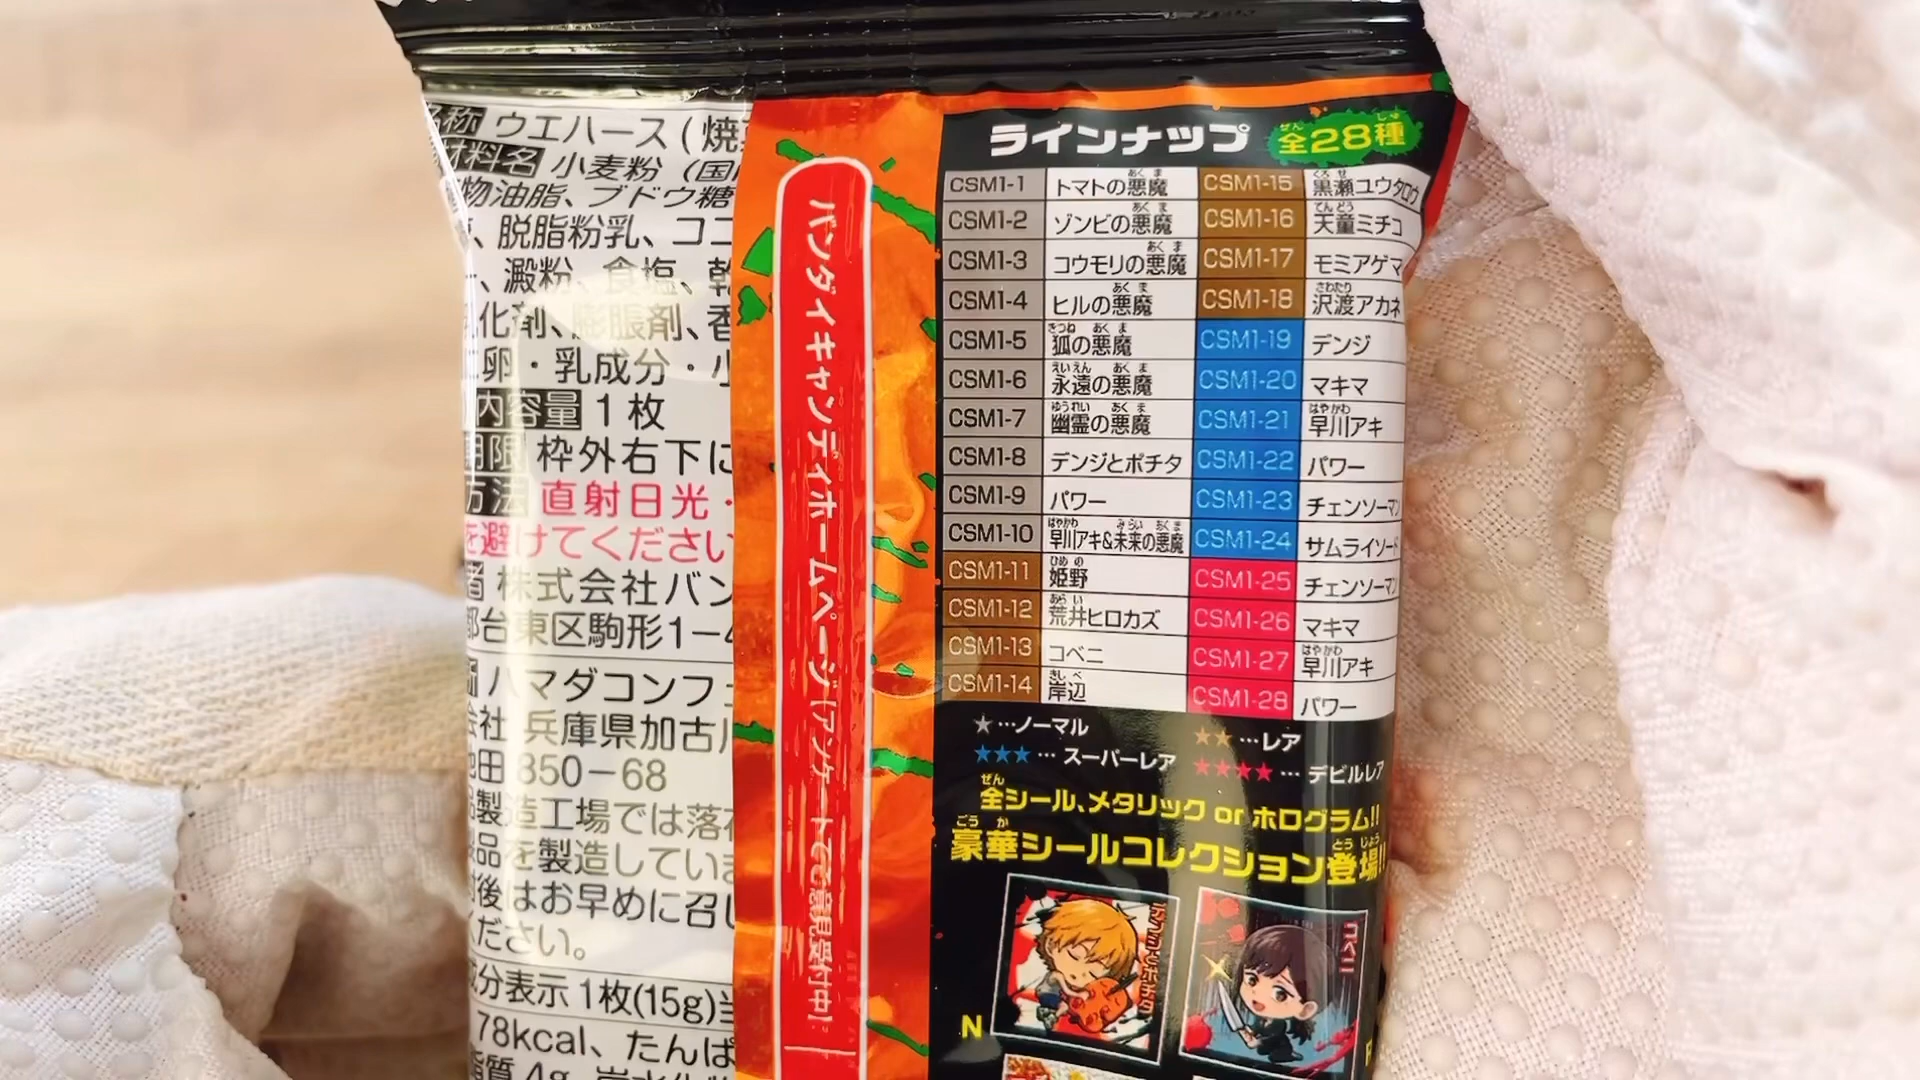 名称 ウエハース(焼
材料名 小麦粉(国
物油脂、ブドウ糖
、脱脂粉乳、ココ
、澱粉、食塩、乾
化剤、膨脹剤、香
卵・乳成分・小
内容量 1枚
期限 枠外右下に
方法 直射日光・
を避けてください
者 株式会社バン
都台東区駒形1-4
ハマダコンフェ
会社 兵庫県加古川
池田 850-68
品製造工場では落花
品を製造していま
封後はお早めに召し
ください。
成分表示 1枚(15g)当
78kcal、たんぱ
脂質 4g、炭水化物
バンダイキャンディホームページ【アンケートでご意見受付中】
ラインナップ 全28種
CSM1-1 トマトの悪魔
CSM1-2 ゾンビの悪魔
CSM1-3 コウモリの悪魔
CSM1-4 ヒルの悪魔
CSM1-5 狐の悪魔
CSM1-6 永遠の悪魔
CSM1-7 幽霊の悪魔
CSM1-8 デンジとポチタ
CSM1-9 パワー
CSM1-10 早川アキ&未来の悪魔
CSM1-11 姫野
CSM1-12 荒井ヒロカズ
CSM1-13 コベニ
CSM1-14 岸辺
CSM1-15 黒瀬ユウタロウ
CSM1-16 天童ミチコ
CSM1-17 モミアゲマ
CSM1-18 沢渡アカネ
CSM1-19 デンジ
CSM1-20 マキマ
CSM1-21 早川アキ
CSM1-22 パワー
CSM1-23 チェンソーマン
CSM1-24 サムライソード
CSM1-25 チェンソーマン
CSM1-26 マキマ
CSM1-27 早川アキ
CSM1-28 パワー
★…ノーマル ★★…レア
★★★…スーパーレア ★★★★…デビルレア
全シール、メタリック or ホログラム!!
豪華シールコレクション登場!!
デンジとポチタ
コベニ
N